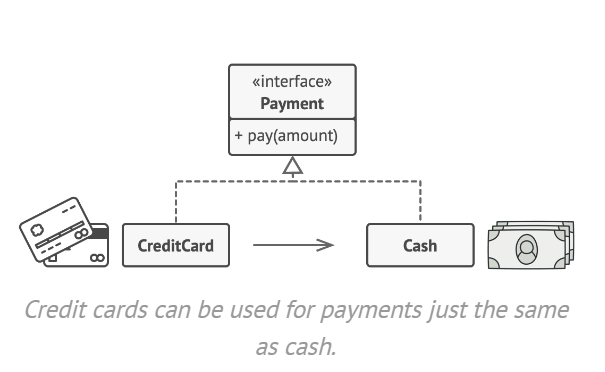 «interface»
Payment
+ pay(amount)
CreditCard
Cash
Credit cards can be used for payments just the same
as cash.